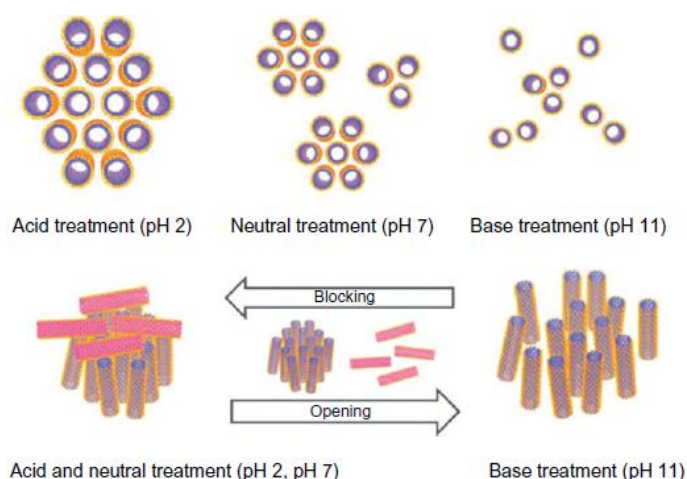 Acid treatment (pH 2)
Neutral treatment (pH 7)
Base treatment (pH 11)
Blocking
Opening
Acid and neutral treatment (pH 2, pH 7)
Base treatment (pH 11)